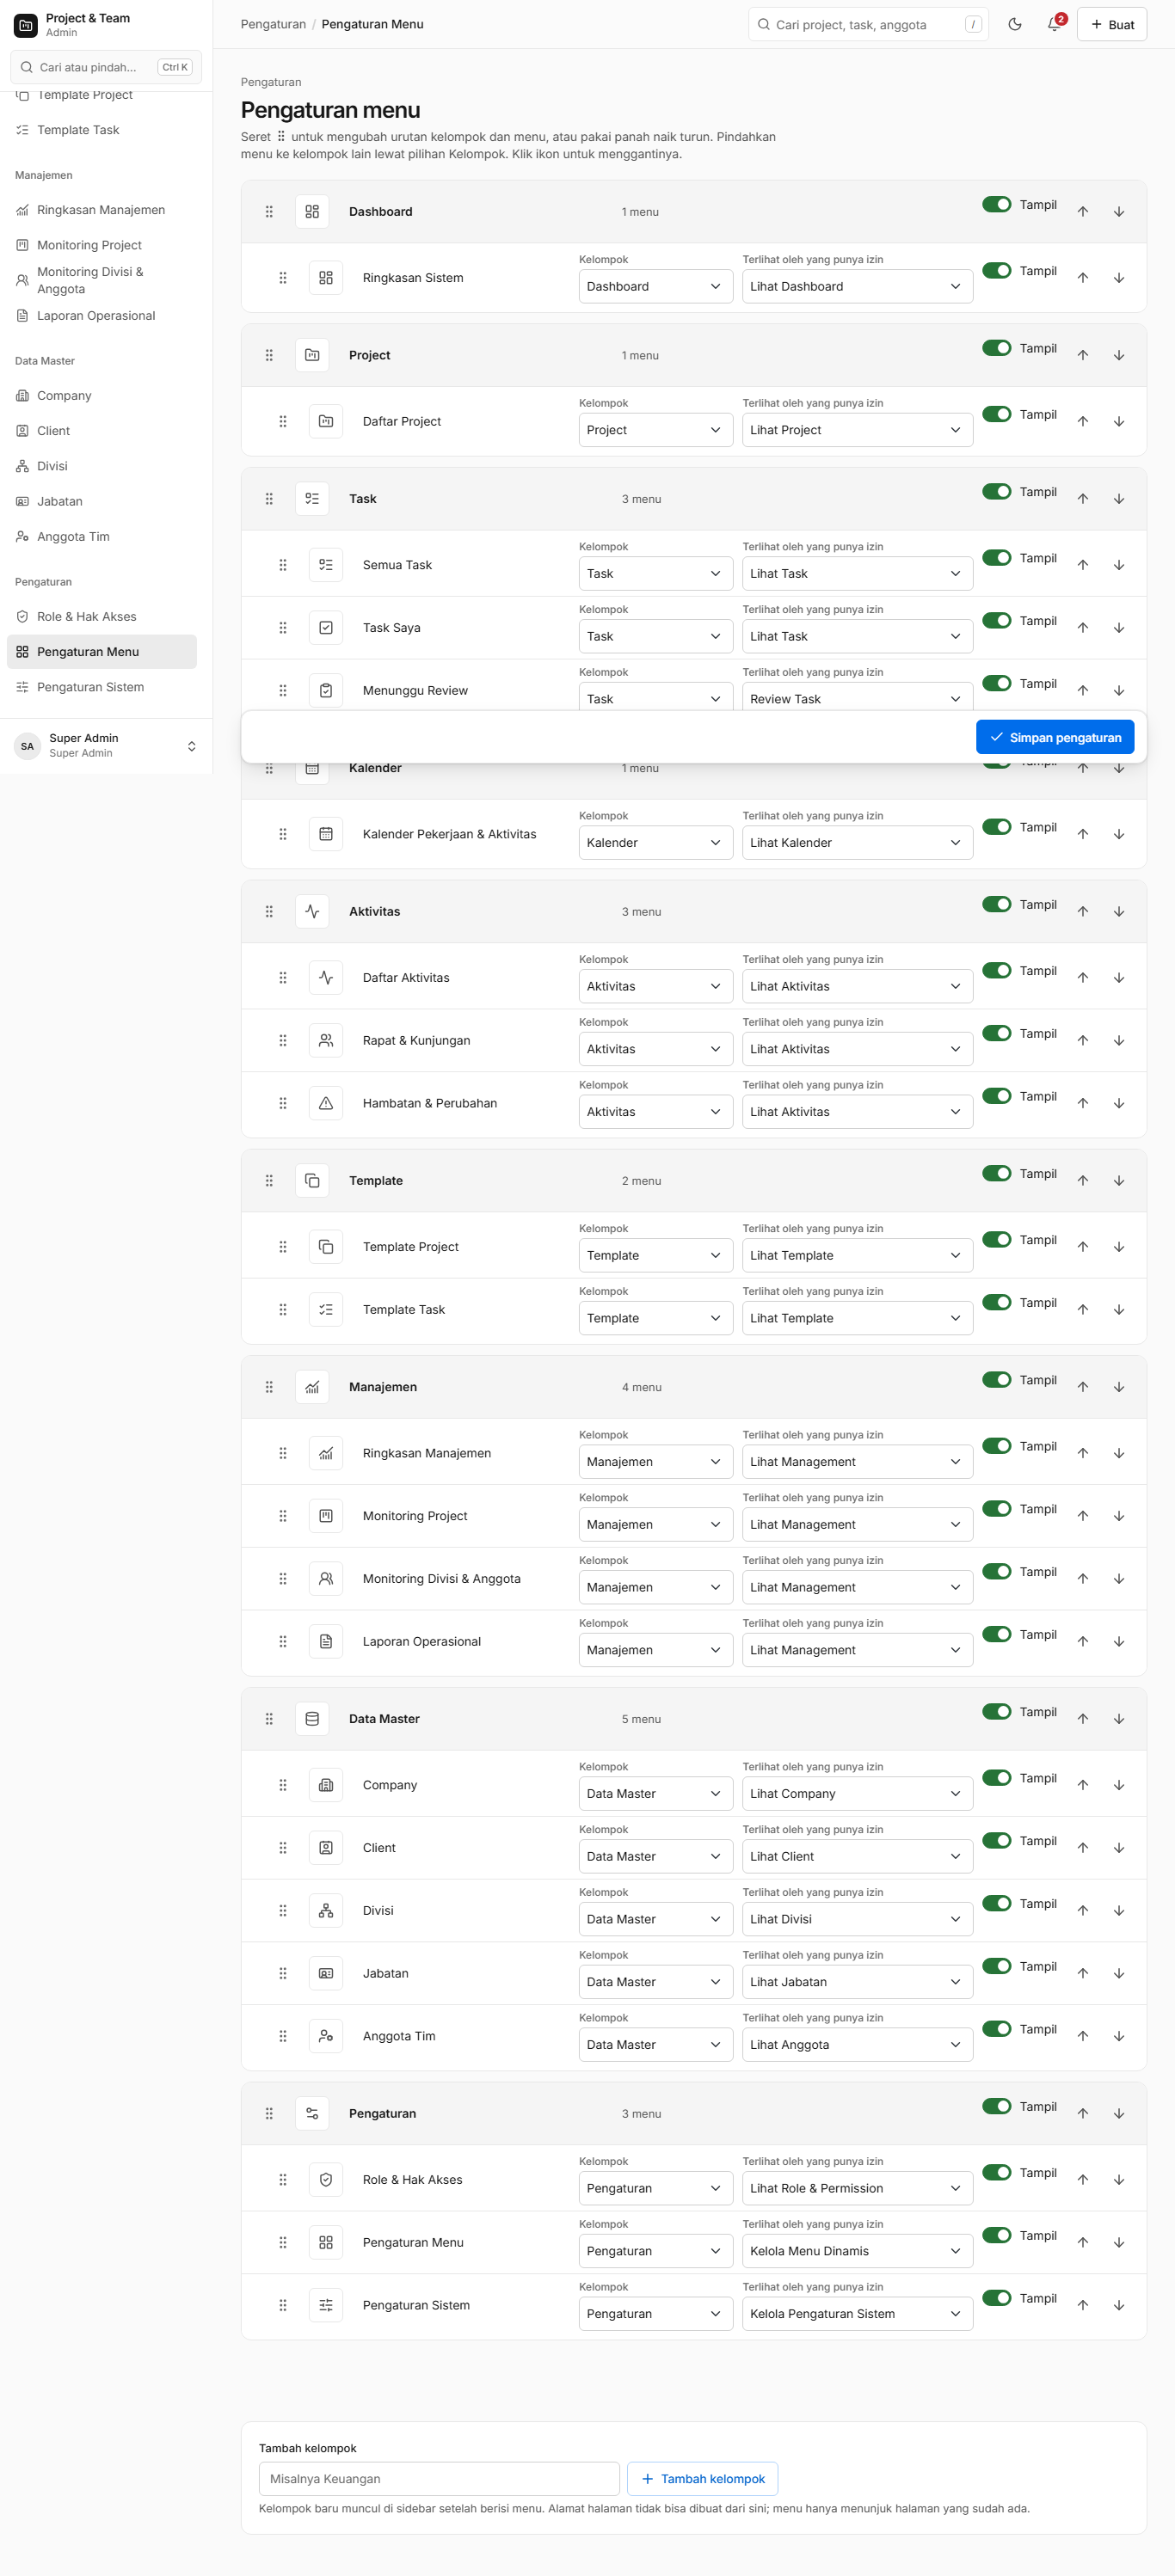 Project & Team
Admin
Cari atau pindah...
Ctrl K
Template Project
Template Task
Manajemen
Ringkasan Manajemen
Monitoring Project
Monitoring Divisi &
Anggota
Laporan Operasional
Data Master
Company
Client
Divisi
Jabatan
Anggota Tim
Pengaturan
Role & Hak Akses
Pengaturan Menu
Pengaturan Sistem
SA
Super Admin
Super Admin
Pengaturan / Pengaturan Menu
Cari project, task, anggota
/
2
Buat
Pengaturan
Pengaturan menu
Seret untuk mengubah urutan kelompok dan menu, atau pakai panah naik turun. Pindahkan
menu ke kelompok lain lewat pilihan Kelompok. Klik ikon untuk menggantinya.
Dashboard 1 menu Tampil
Kelompok Terlihat oleh yang punya izin
Ringkasan Sistem Dashboard Lihat Dashboard Tampil
Project 1 menu Tampil
Kelompok Terlihat oleh yang punya izin
Daftar Project Project Lihat Project Tampil
Task 3 menu Tampil
Kelompok Terlihat oleh yang punya izin
Semua Task Task Lihat Task Tampil
Kelompok Terlihat oleh yang punya izin
Task Saya Task Lihat Task Tampil
Kelompok Terlihat oleh yang punya izin
Menunggu Review Task Review Task Tampil
Simpan pengaturan
Kalender 1 menu Tampil
Kelompok Terlihat oleh yang punya izin
Kalender Pekerjaan & Aktivitas Kalender Lihat Kalender Tampil
Aktivitas 3 menu Tampil
Kelompok Terlihat oleh yang punya izin
Daftar Aktivitas Aktivitas Lihat Aktivitas Tampil
Kelompok Terlihat oleh yang punya izin
Rapat & Kunjungan Aktivitas Lihat Aktivitas Tampil
Kelompok Terlihat oleh yang punya izin
Hambatan & Perubahan Aktivitas Lihat Aktivitas Tampil
Template 2 menu Tampil
Kelompok Terlihat oleh yang punya izin
Template Project Template Lihat Template Tampil
Kelompok Terlihat oleh yang punya izin
Template Task Template Lihat Template Tampil
Manajemen 4 menu Tampil
Kelompok Terlihat oleh yang punya izin
Ringkasan Manajemen Manajemen Lihat Management Tampil
Kelompok Terlihat oleh yang punya izin
Monitoring Project Manajemen Lihat Management Tampil
Kelompok Terlihat oleh yang punya izin
Monitoring Divisi & Anggota Manajemen Lihat Management Tampil
Kelompok Terlihat oleh yang punya izin
Laporan Operasional Manajemen Lihat Management Tampil
Data Master 5 menu Tampil
Kelompok Terlihat oleh yang punya izin
Company Data Master Lihat Company Tampil
Kelompok Terlihat oleh yang punya izin
Client Data Master Lihat Client Tampil
Kelompok Terlihat oleh yang punya izin
Divisi Data Master Lihat Divisi Tampil
Kelompok Terlihat oleh yang punya izin
Jabatan Data Master Lihat Jabatan Tampil
Kelompok Terlihat oleh yang punya izin
Anggota Tim Data Master Lihat Anggota Tampil
Pengaturan 3 menu Tampil
Kelompok Terlihat oleh yang punya izin
Role & Hak Akses Pengaturan Lihat Role & Permission Tampil
Kelompok Terlihat oleh yang punya izin
Pengaturan Menu Pengaturan Kelola Menu Dinamis Tampil
Kelompok Terlihat oleh yang punya izin
Pengaturan Sistem Pengaturan Kelola Pengaturan Sistem Tampil
Tambah kelompok
Misalnya Keuangan
Tambah kelompok
Kelompok baru muncul di sidebar setelah berisi menu. Alamat halaman tidak bisa dibuat dari sini; menu hanya menunjuk halaman yang sudah ada.